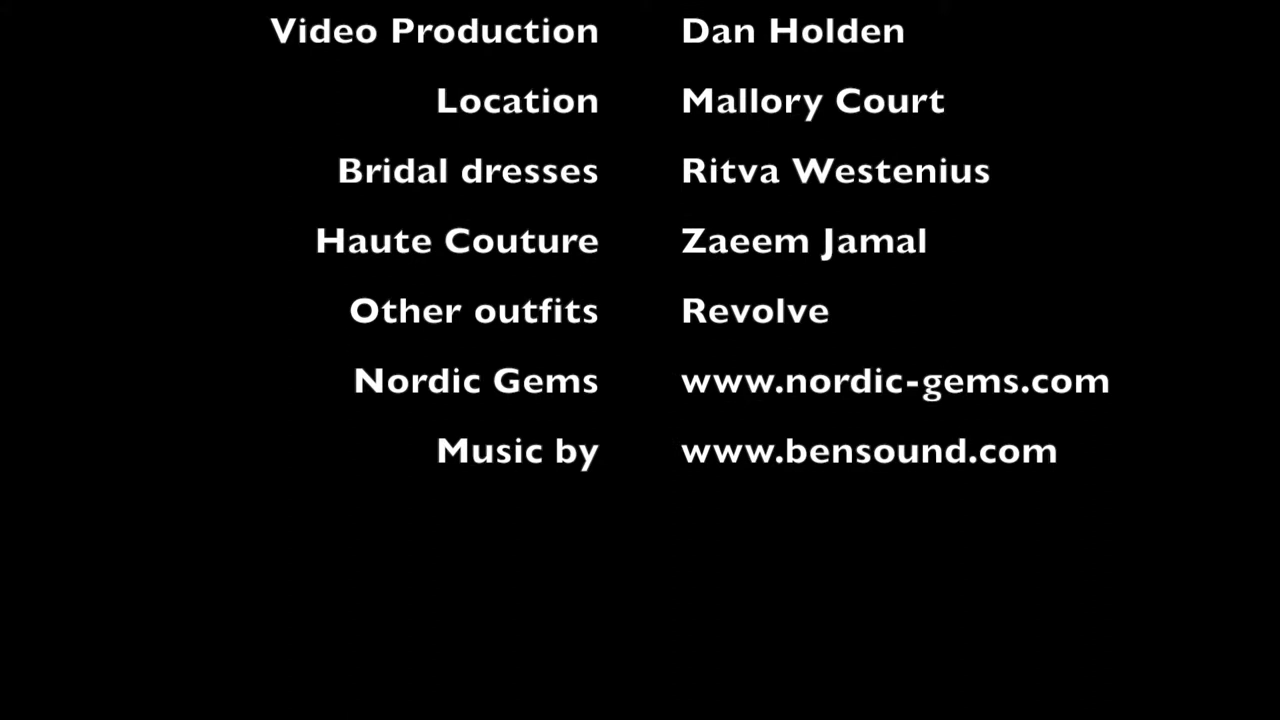 Video Production Dan Holden
Location Mallory Court
Bridal dresses Ritva Westenius
Haute Couture Zaeem Jamal
Other outfits Revolve
Nordic Gems www.nordic-gems.com
Music by www.bensound.com